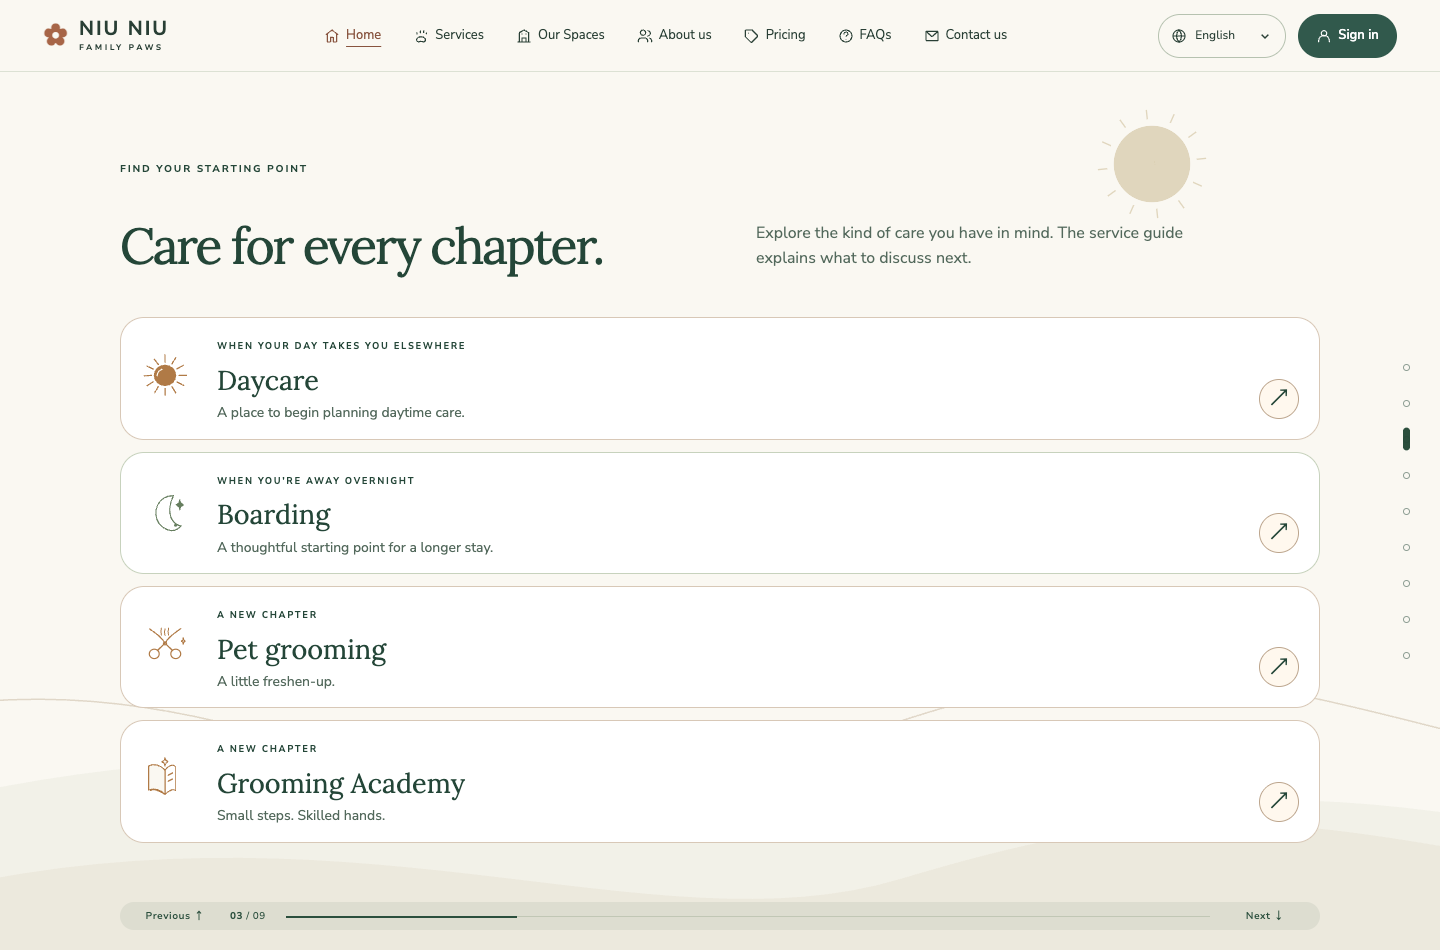 NIU NIU
FAMILY PAWS
Home
Services
Our Spaces
About us
Pricing
FAQs
Contact us
English
Sign in
FIND YOUR STARTING POINT
Care for every chapter.
Explore the kind of care you have in mind. The service guide
explains what to discuss next.
WHEN YOUR DAY TAKES YOU ELSEWHERE
Daycare
A place to begin planning daytime care.
WHEN YOU'RE AWAY OVERNIGHT
Boarding
A thoughtful starting point for a longer stay.
A NEW CHAPTER
Pet grooming
A little freshen-up.
A NEW CHAPTER
Grooming Academy
Small steps. Skilled hands.
Previous ↑
03 / 09
Next ↓